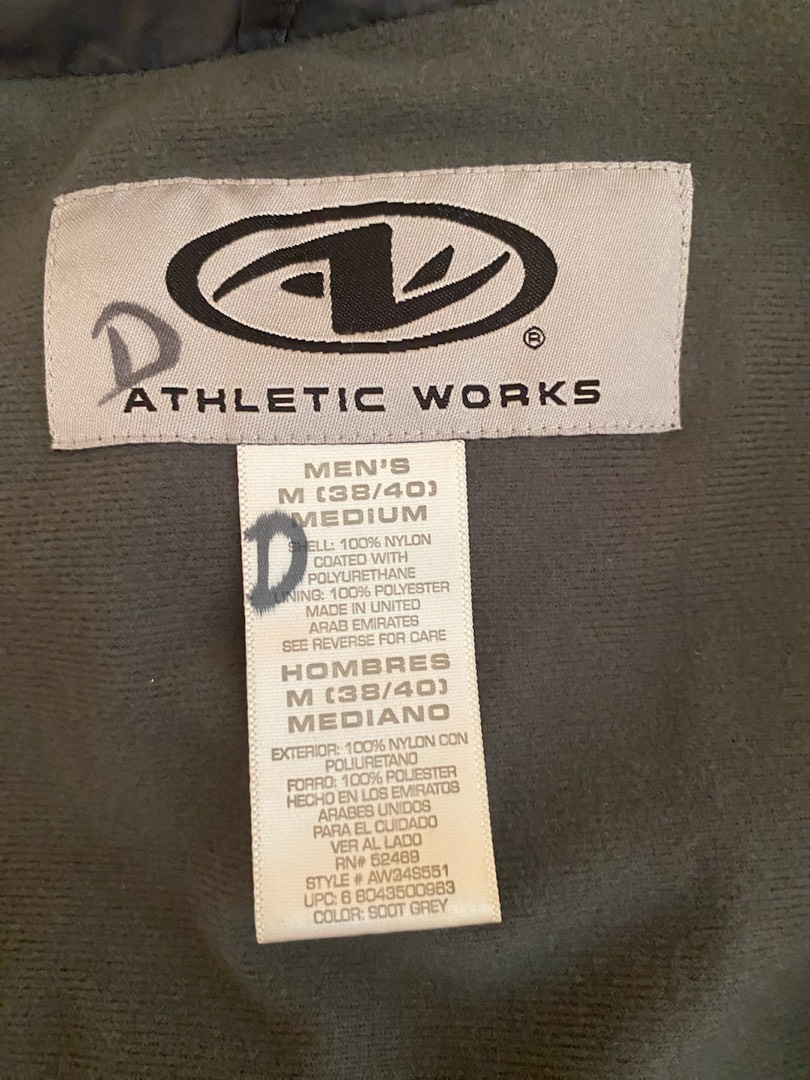 D
®
ATHLETIC WORKS
MEN'S
M (38/40)
MEDIUM
D
SHELL: 100% NYLON
COATED WITH
POLYURETHANE
LINING: 100% POLYESTER
MADE IN UNITED
ARAB EMIRATES
SEE REVERSE FOR CARE
HOMBRES
M (38/40)
MEDIANO
EXTERIOR: 100% NYLON CON
POLIURETANO
FORRO: 100% POLIESTER
HECHO EN LOS EMIRATOS
ARABES UNIDOS
PARA EL CUIDADO
VER AL LADO
RN# 52469
STYLE # AW34S551
UPC: 6 8043500963
COLOR: SOOT GREY